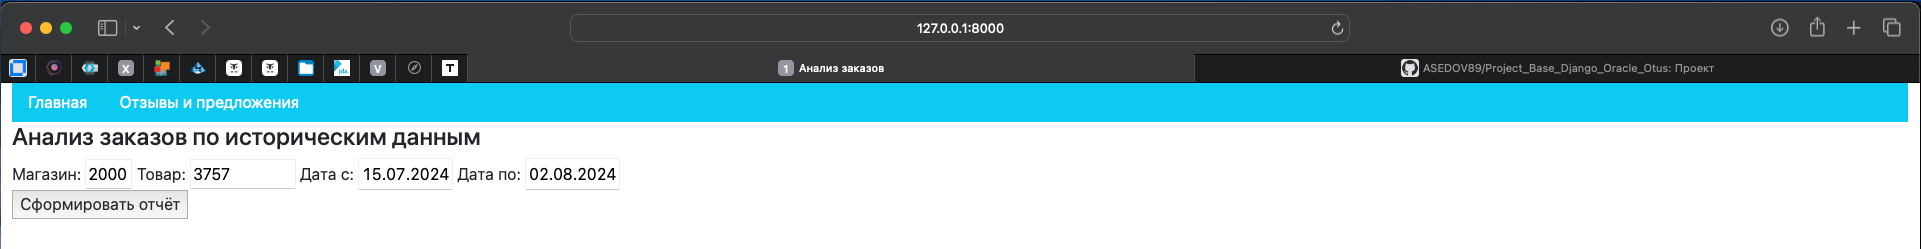 127.0.0.1:8000
X
V
T
1 Анализ заказов
ASEDOV89/Project_Base_Django_Oracle_Otus: Проект
Главная Отзывы и предложения
Анализ заказов по историческим данным
Магазин: 2000 Товар: 3757 Дата с: 15.07.2024 Дата по: 02.08.2024
Сформировать отчёт